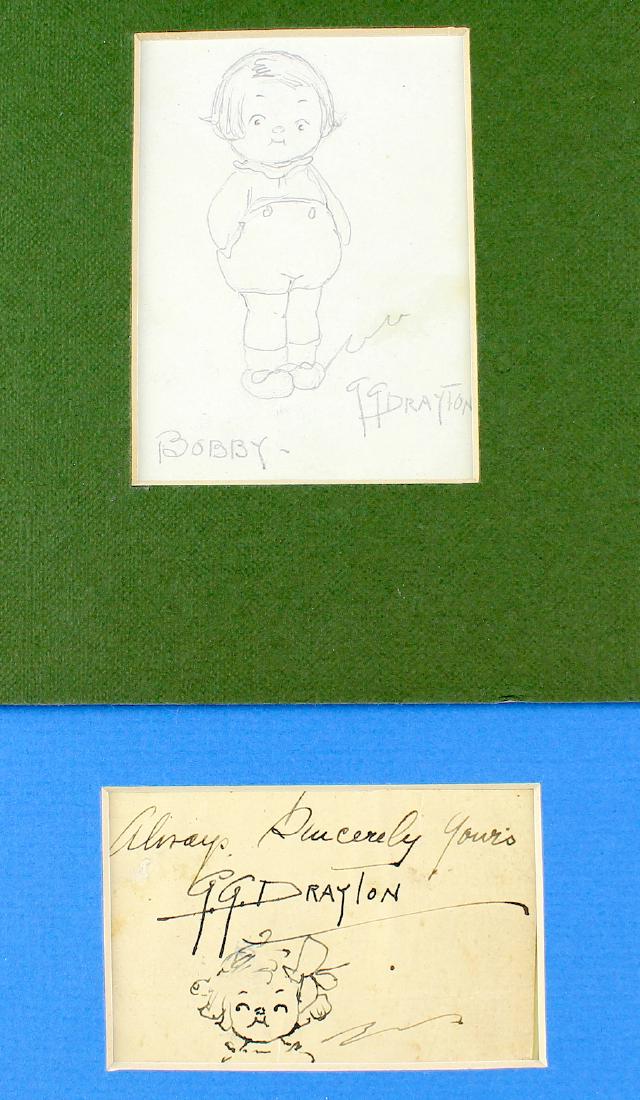 G.G. DRAYTON
BOBBY-
Always Sincerely Yours
G.G. DRAYTON